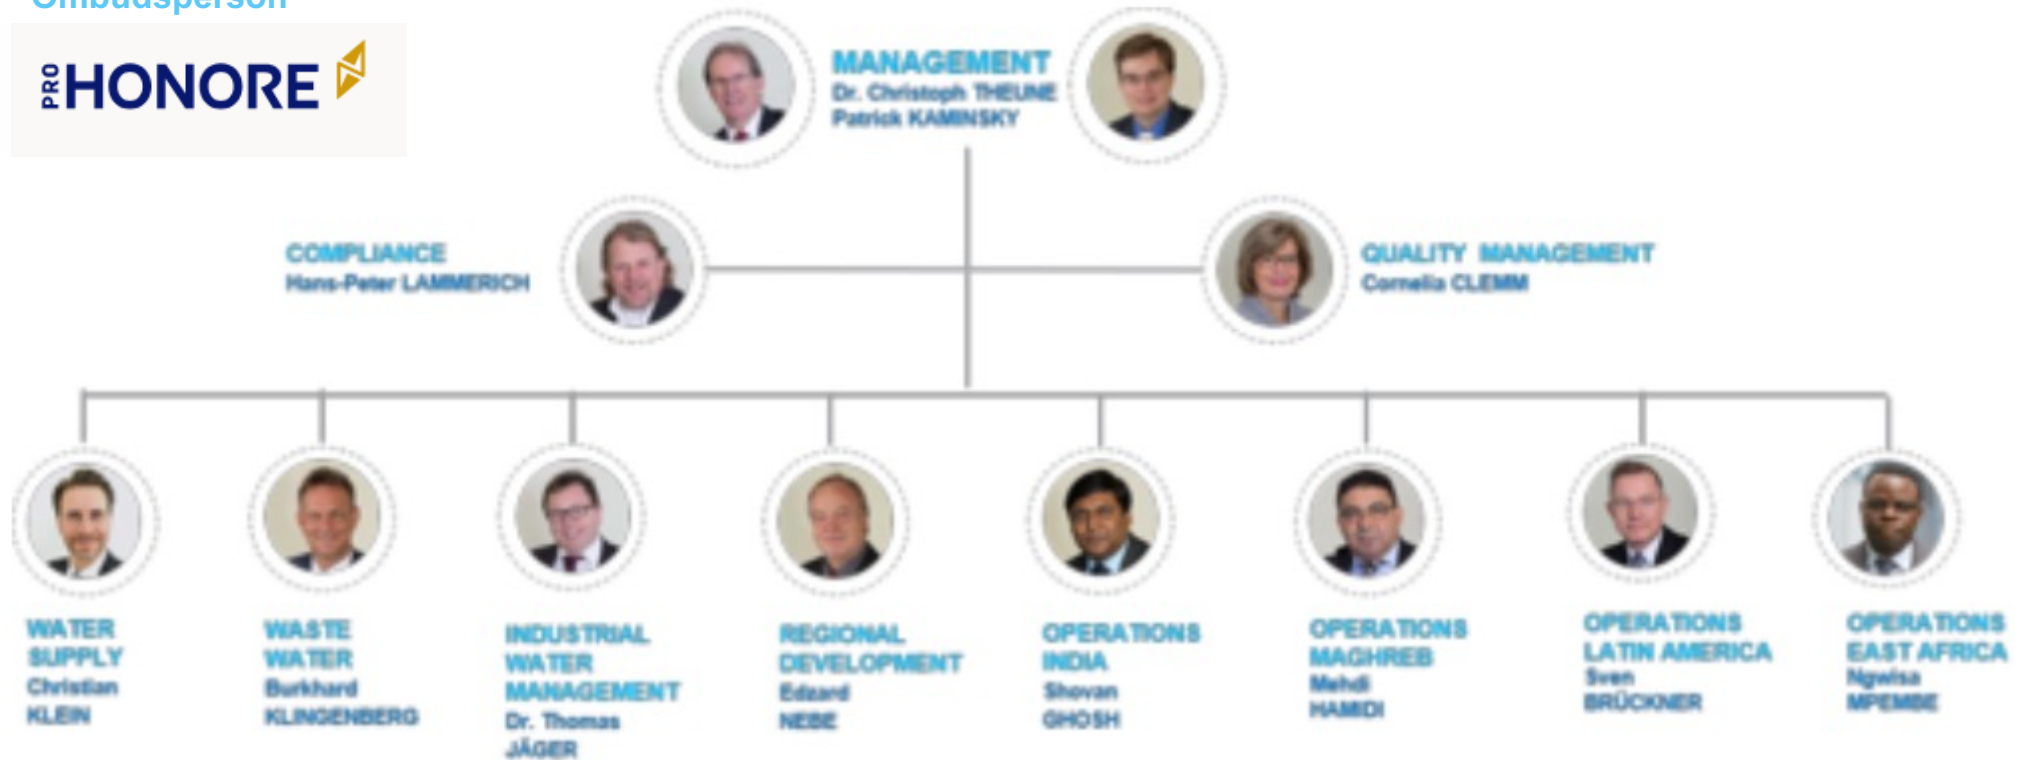 Ombudsperson
PRO HONORE
MANAGEMENT
Dr. Christoph THEUNE
Patrick KAMINSKY
COMPLIANCE
Hans-Peter LAMMERICH
QUALITY MANAGEMENT
Cornelia CLEMM
WATER
SUPPLY
Christian
KLEIN
WASTE
WATER
Burkhard
KLINGENBERG
INDUSTRIAL
WATER
MANAGEMENT
Dr. Thomas
JÄGER
REGIONAL
DEVELOPMENT
Edzard
NEBE
OPERATIONS
INDIA
Shovan
GHOSH
OPERATIONS
MAGHREB
Mehdi
HAMIDI
OPERATIONS
LATIN AMERICA
Sven
BRÜCKNER
OPERATIONS
EAST AFRICA
Ngwisa
MPEMBE